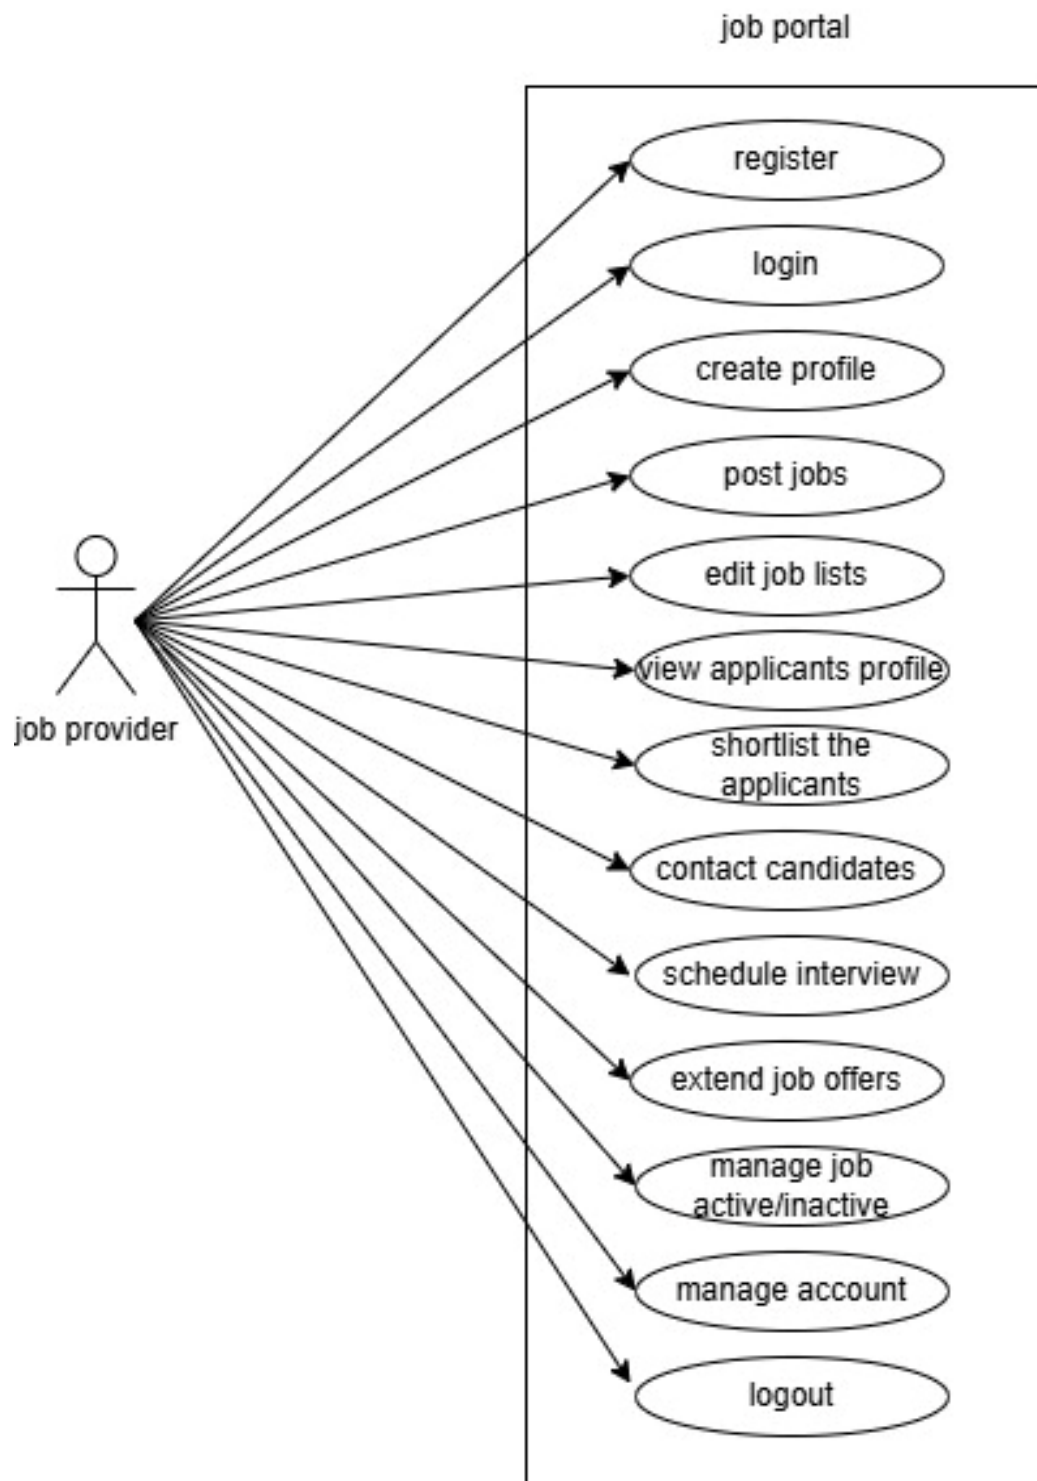 job portal
register
login
create profile
post jobs
edit job lists
view applicants profile
job provider
shortlist the
applicants
contact candidates
schedule interview
extend job offers
manage job
active/inactive
manage account
logout